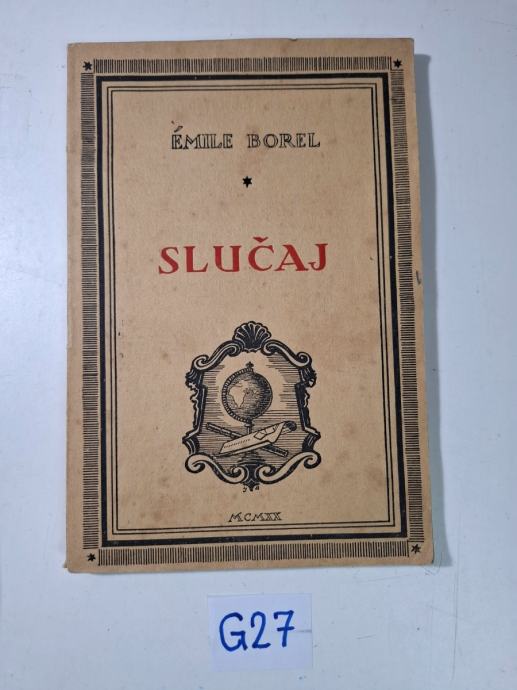 ÉMILE BOREL
SLUČAJ
MCMXX
G27